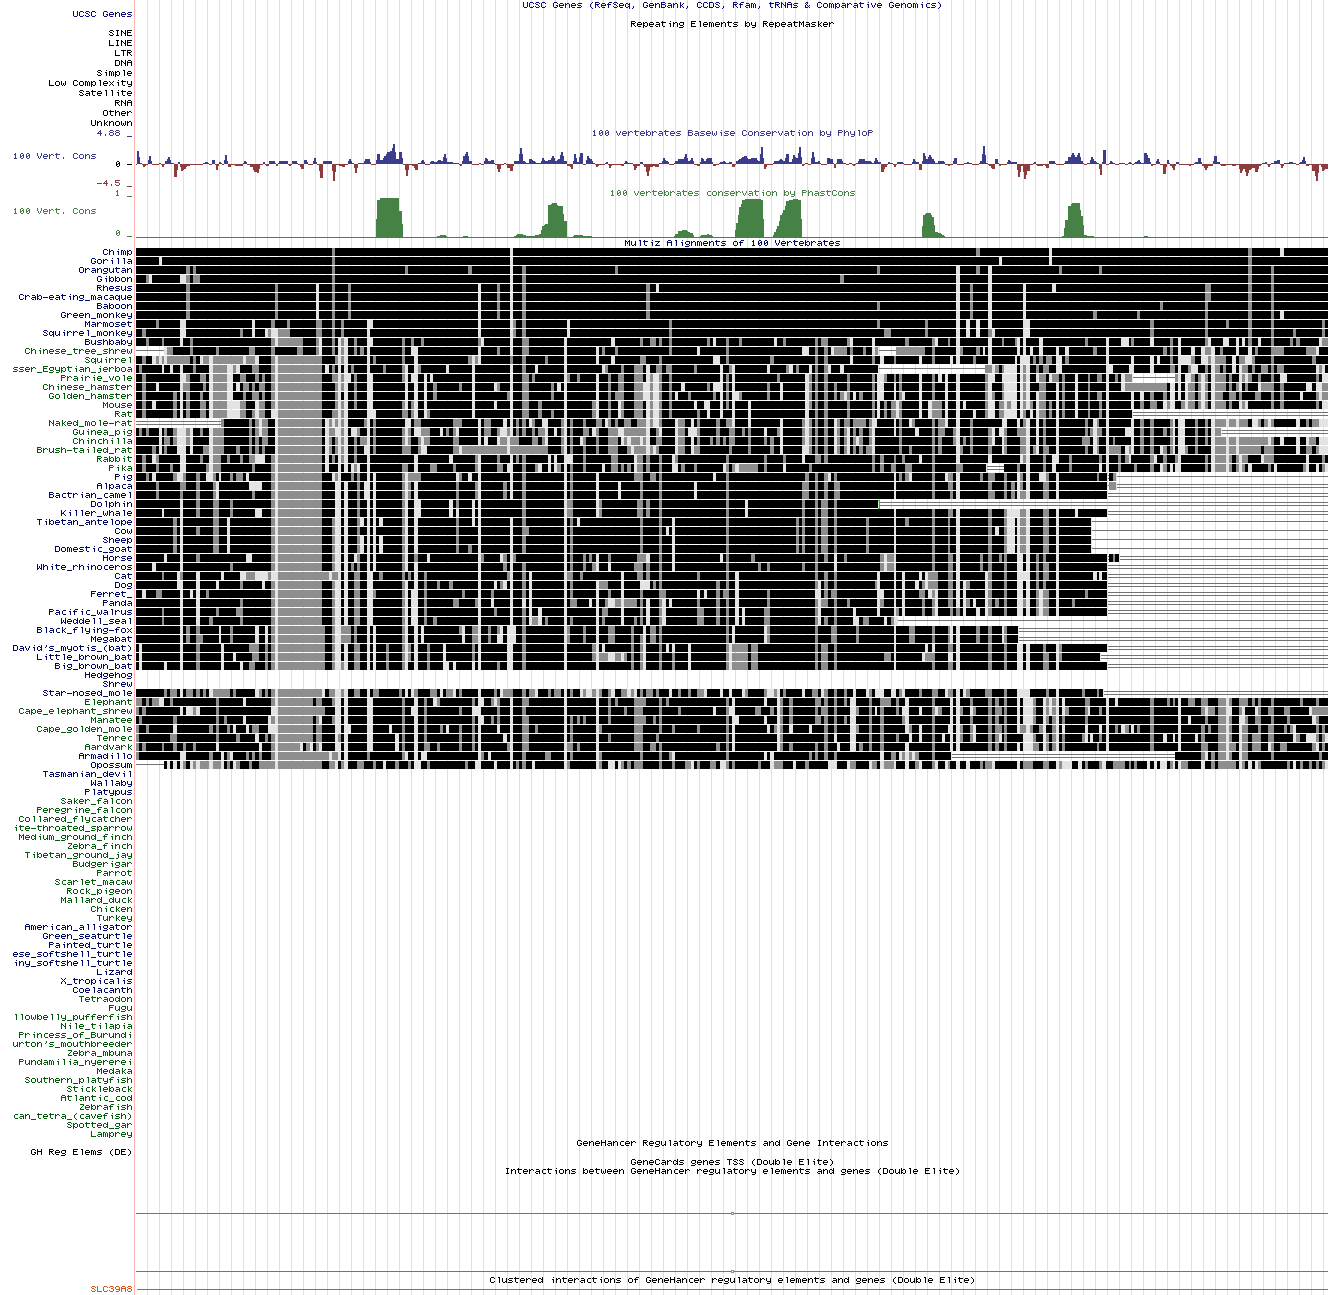 UCSC Genes (RefSeq, GenBank, CCDS, Rfam, tRNAs & Comparative Genomics)
UCSC Genes
Repeating Elements by RepeatMasker
SINE
LINE
LTR
DNA
Simple
Low Complexity
Satellite
RNA
Other
Unknown
100 vertebrates Basewise Conservation by PhyloP
4.88 _
100 Vert. Cons
0 _
-4.5 _
100 vertebrates conservation by PhastCons
1 _
100 Vert. Cons
0 _
Multiz Alignments of 100 Vertebrates
Chimp
Gorilla
Orangutan
Gibbon
Rhesus
Crab-eating_macaque
Baboon
Green_monkey
Marmoset
Squirrel_monkey
Bushbaby
Chinese_tree_shrew
Squirrel
sser_Egyptian_jerboa
Prairie_vole
Chinese_hamster
Golden_hamster
Mouse
Rat
Naked_mole-rat
Guinea_pig
Chinchilla
Brush-tailed_rat
Rabbit
Pika
Pig
Alpaca
Bactrian_camel
Dolphin
Killer_whale
Tibetan_antelope
Cow
Sheep
Domestic_goat
Horse
White_rhinoceros
Cat
Dog
Ferret_
Panda
Pacific_walrus
Weddell_seal
Black_flying-fox
Megabat
David's_myotis_(bat)
Little_brown_bat
Big_brown_bat
Hedgehog
Shrew
Star-nosed_mole
Elephant
Cape_elephant_shrew
Manatee
Cape_golden_mole
Tenrec
Aardvark
Armadillo
Opossum
Tasmanian_devil
Wallaby
Platypus
Saker_falcon
Peregrine_falcon
Collared_flycatcher
ite-throated_sparrow
Medium_ground_finch
Zebra_finch
Tibetan_ground_jay
Budgerigar
Parrot
Scarlet_macaw
Rock_pigeon
Mallard_duck
Chicken
Turkey
American_alligator
Green_seaturtle
Painted_turtle
ese_softshell_turtle
iny_softshell_turtle
Lizard
X_tropicalis
Coelacanth
Tetraodon
Fugu
llowbelly_pufferfish
Nile_tilapia
Princess_of_Burundi
urton's_mouthbreeder
Zebra_mbuna
Pundamilia_nyererei
Medaka
Southern_platyfish
Stickleback
Atlantic_cod
Zebrafish
can_tetra_(cavefish)
Spotted_gar
Lamprey
GeneHancer Regulatory Elements and Gene Interactions
GH Reg Elems (DE)
GeneCards genes TSS (Double Elite)
Interactions between GeneHancer regulatory elements and genes (Double Elite)
Clustered interactions of GeneHancer regulatory elements and genes (Double Elite)
SLC39A8